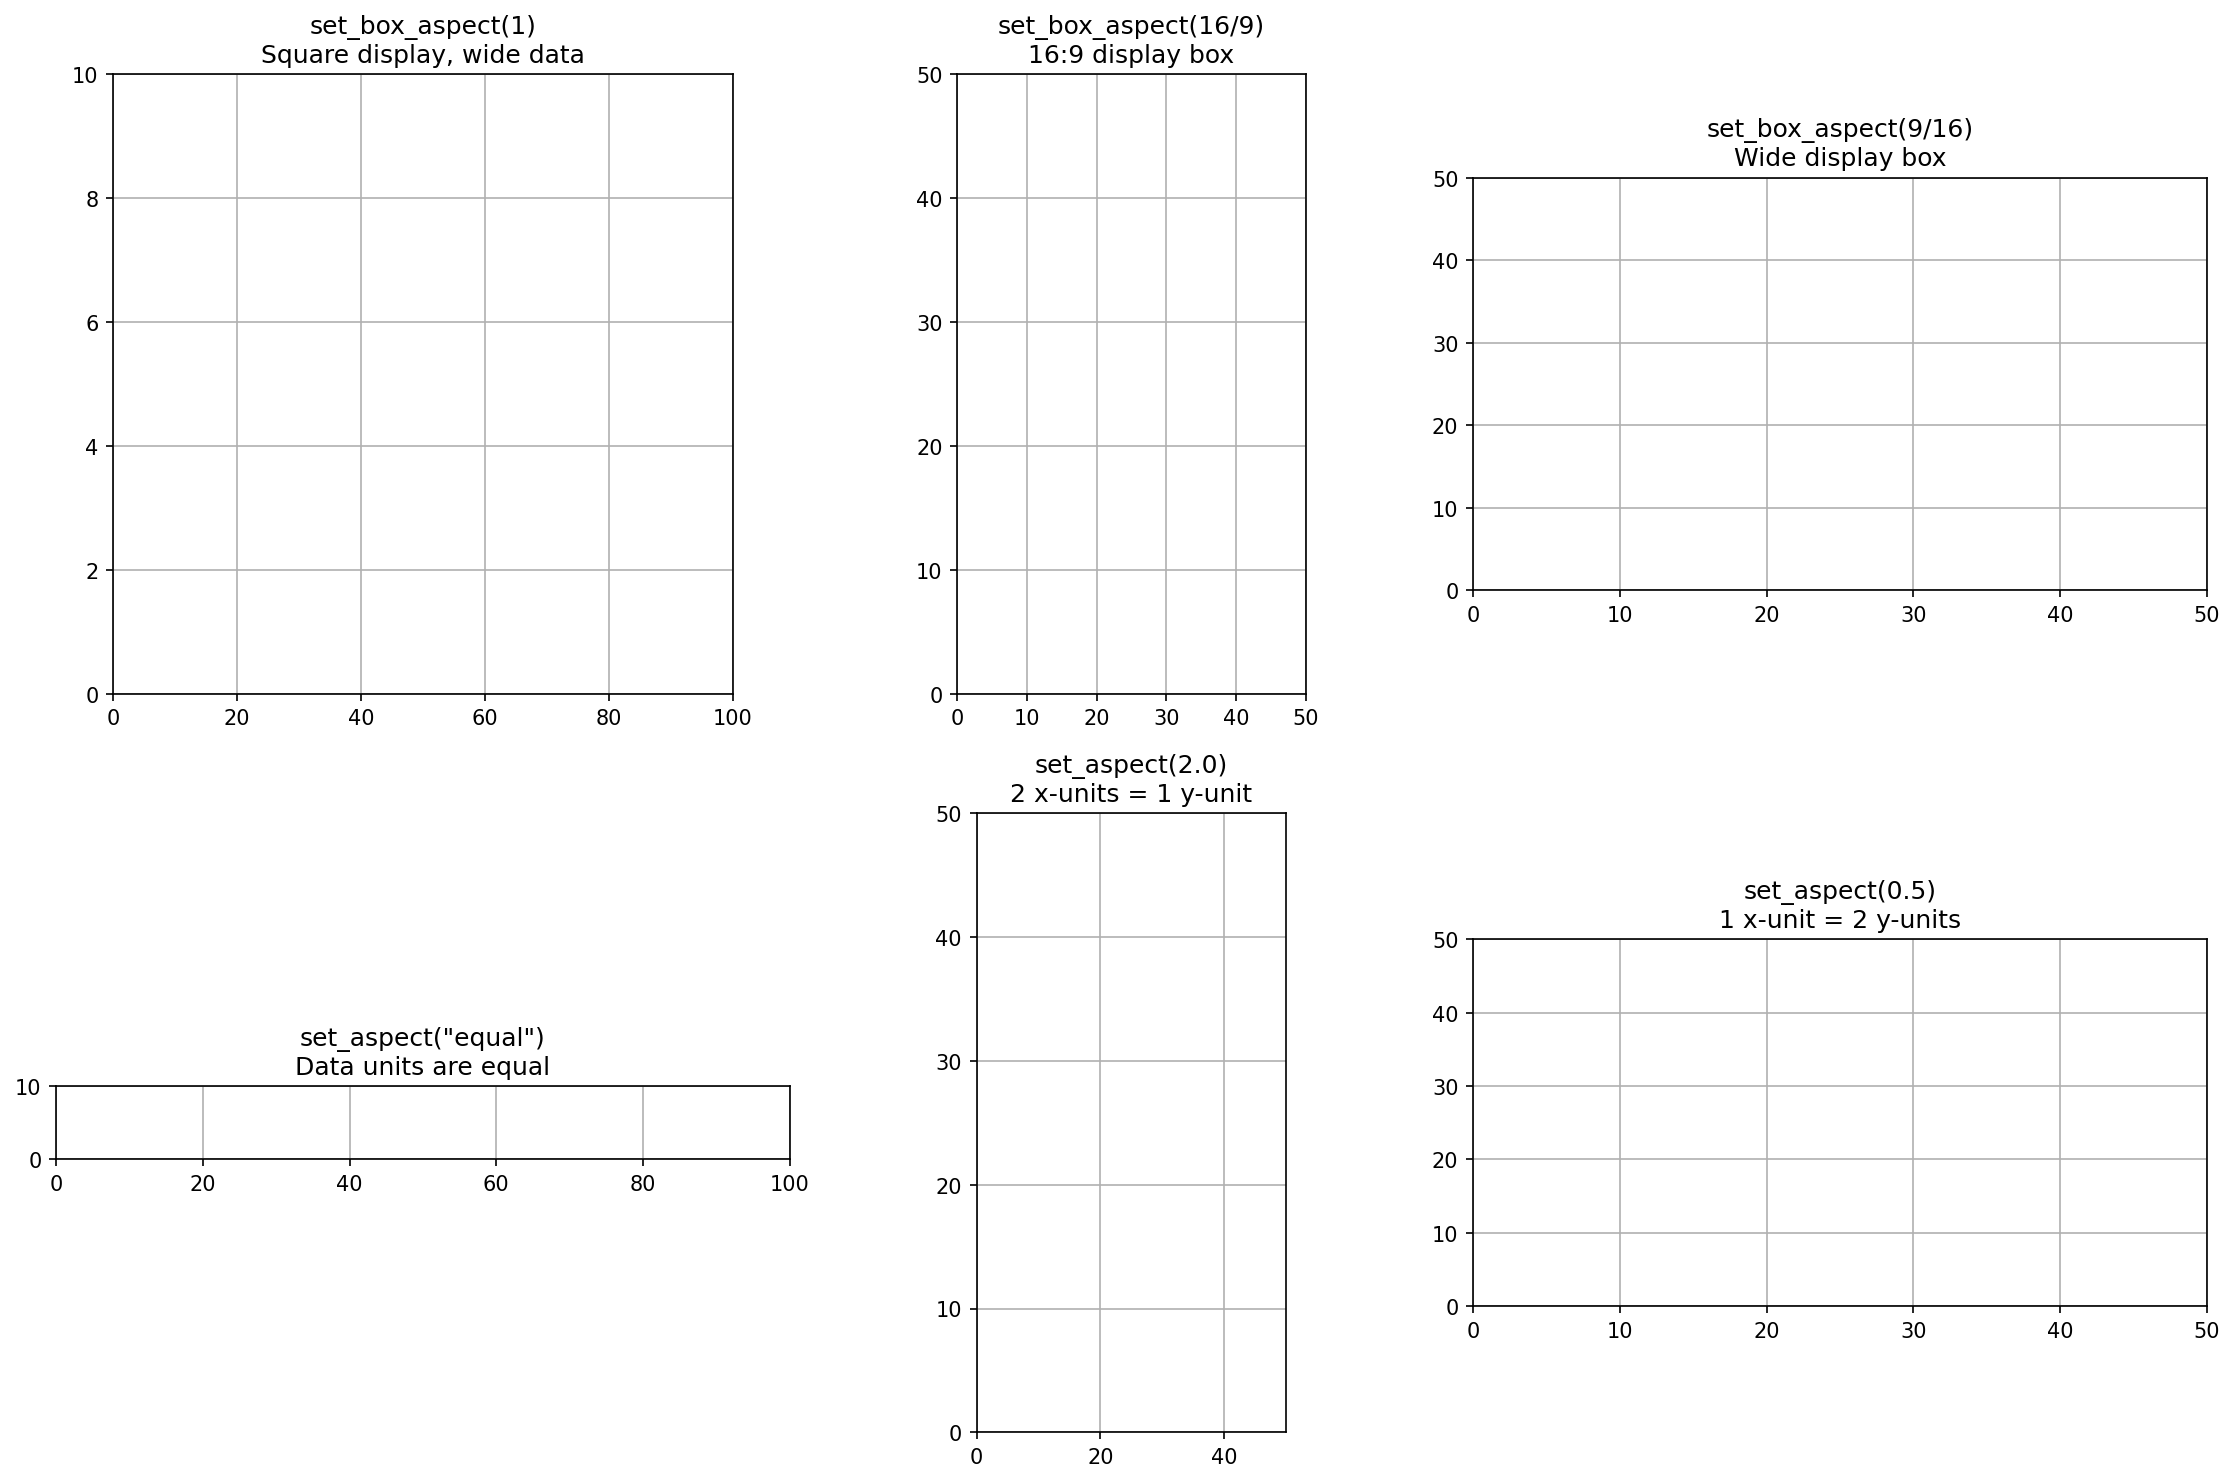 set_box_aspect(1)
Square display, wide data
10
8
6
4
2
0
0 20 40 60 80 100
set_box_aspect(16/9)
16:9 display box
50
40
30
20
10
0
0 10 20 30 40 50
set_box_aspect(9/16)
Wide display box
50
40
30
20
10
0
0 10 20 30 40 50
set_aspect("equal")
Data units are equal
10
0
0 20 40 60 80 100
set_aspect(2.0)
2 x-units = 1 y-unit
50
40
30
20
10
0
0 20 40
set_aspect(0.5)
1 x-unit = 2 y-units
50
40
30
20
10
0
0 10 20 30 40 50